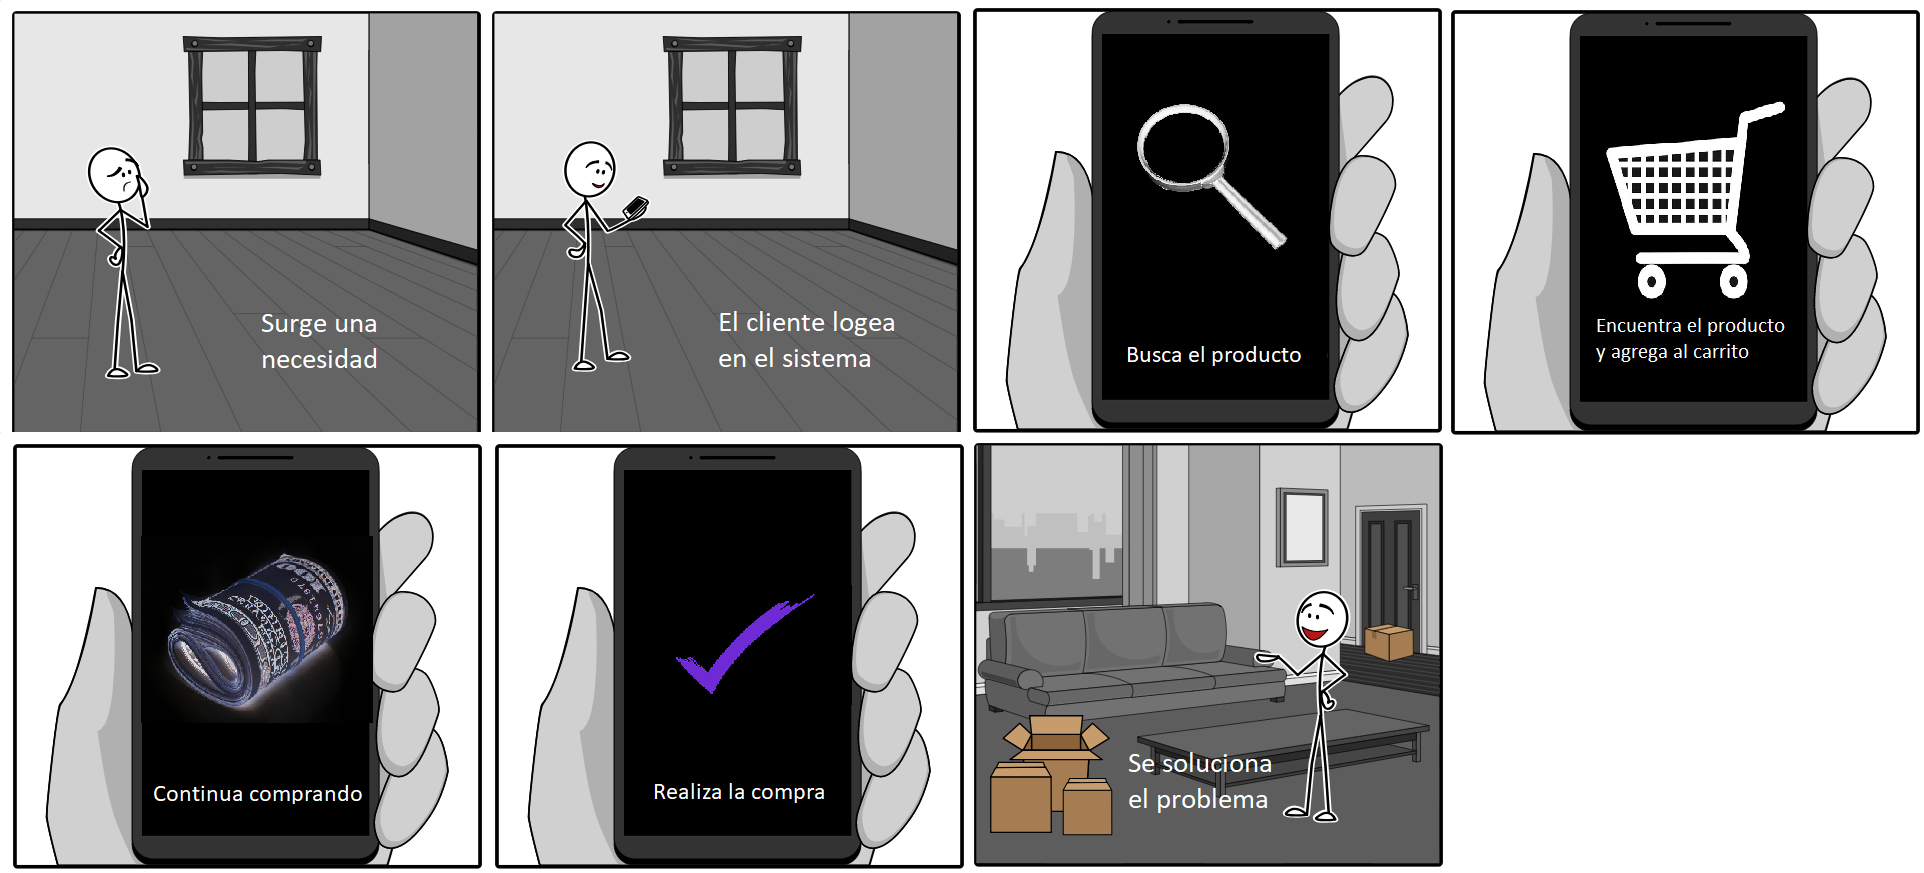 Surge una
necesidad
El cliente logea
en el sistema
Busca el producto
Encuentra el producto
y agrega al carrito
Continua comprando
Realiza la compra
Se soluciona
el problema